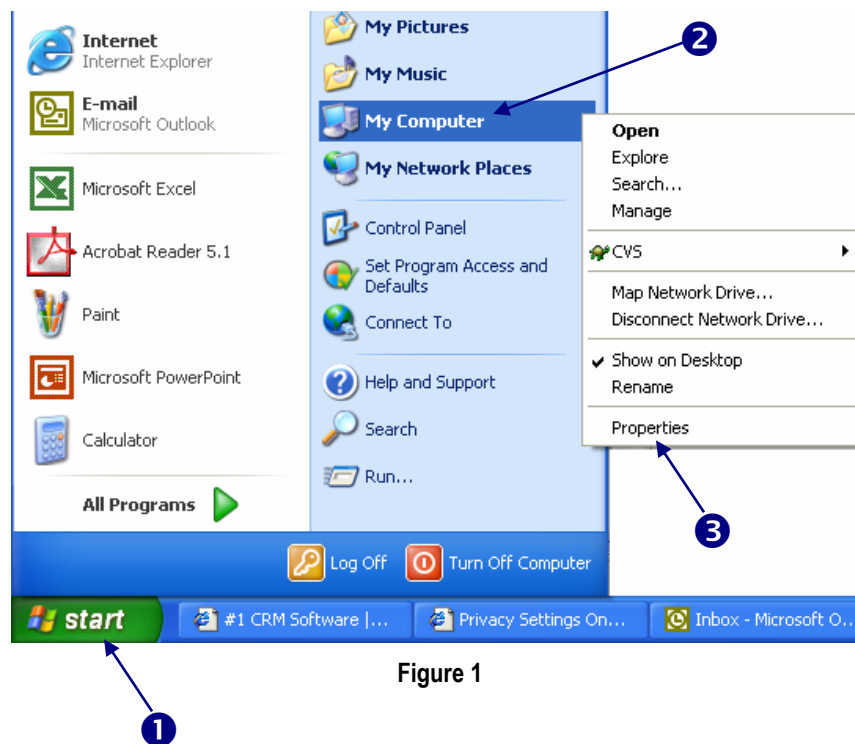 Internet
Internet Explorer
E-mail
Microsoft Outlook
Microsoft Excel
Acrobat Reader 5.1
Paint
Microsoft PowerPoint
Calculator
All Programs
My Pictures
My Music
My Computer
My Network Places
Control Panel
Set Program Access and
Defaults
Connect To
Help and Support
Search
Run...
2
Open
Explore
Search...
Manage
CVS
Map Network Drive...
Disconnect Network Drive...
Show on Desktop
Rename
Properties
3
Log Off
Turn Off Computer
start
#1 CRM Software |...
Privacy Settings On...
Inbox - Microsoft O...
Figure 1
1